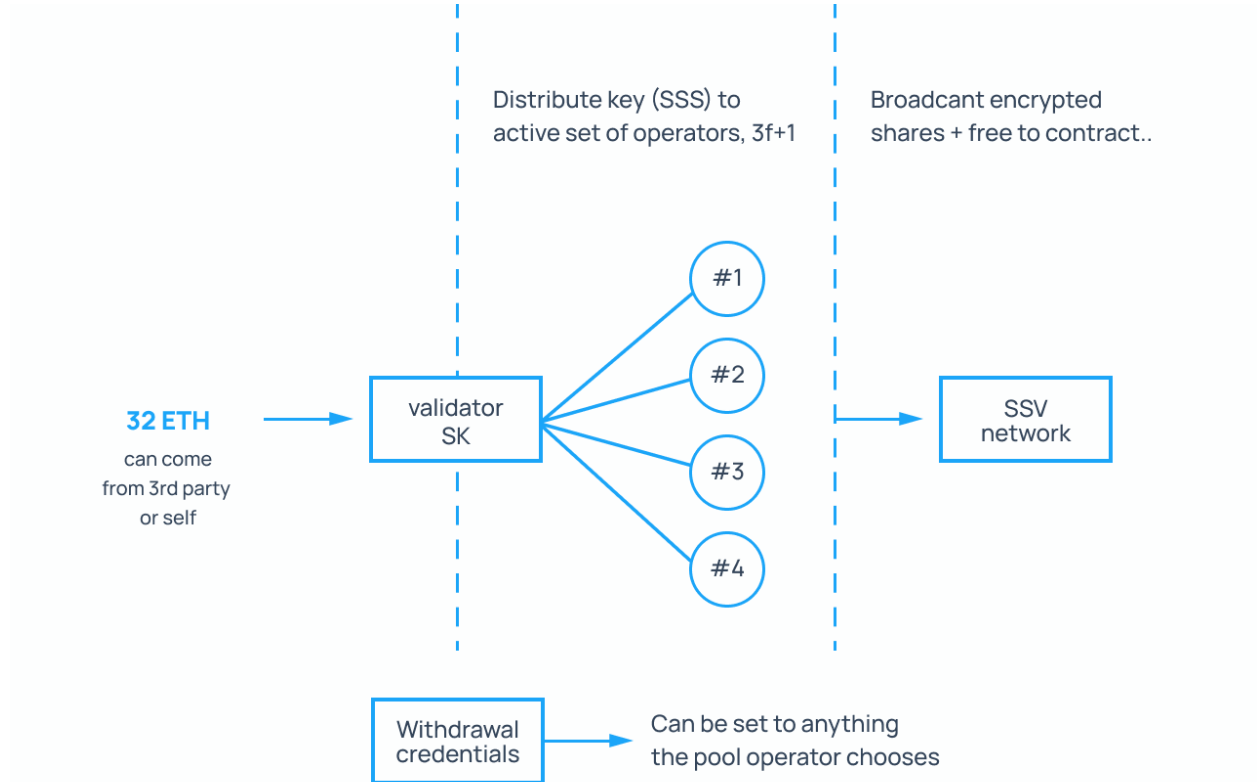 Distribute key (SSS) to
active set of operators, 3f+1
Broadcant encrypted
shares + free to contract..
#1
#2
#3
#4
32 ETH
can come
from 3rd party
or self
validator
SK
SSV
network
Withdrawal
credentials
Can be set to anything
the pool operator chooses